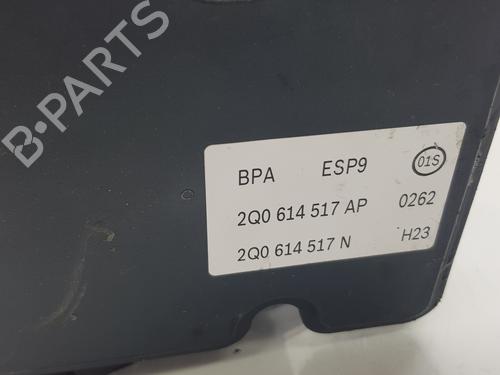 B-PARTS
BPA ESP9 01S
2Q0 614 517 AP 0262
2Q0 614 517 N H23